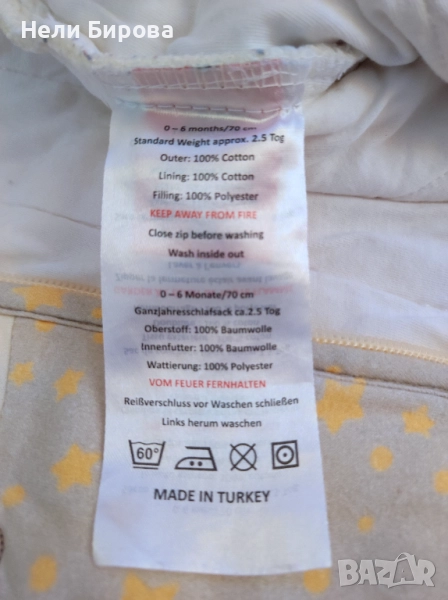 Нели Бирова
0 – 6 months/70 cm
Standard Weight approx. 2.5 Tog
Outer: 100% Cotton
Lining: 100% Cotton
Filling: 100% Polyester
KEEP AWAY FROM FIRE
Close zip before washing
Wash inside out
0 – 6 Monate/70 cm
Ganzjahresschlafsack ca.2.5 Tog
Oberstoff: 100% Baumwolle
Innenfutter: 100% Baumwolle
Wattierung: 100% Polyester
VOM FEUER FERNHALTEN
Reißverschluss vor Waschen schließen
Links herum waschen
60°
MADE IN TURKEY
BAZAR